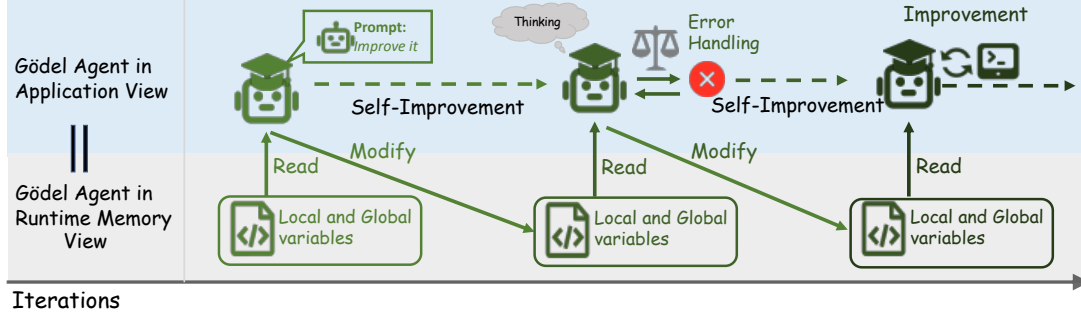 Gödel Agent in
Application View
Prompt:
Improve it
Self-Improvement
Thinking
Error
Handling
Self-Improvement
Improvement
Read
Modify
Read
Modify
Read
Gödel Agent in
Runtime Memory
View
Local and Global
variables
Local and Global
variables
Local and Global
variables
Iterations